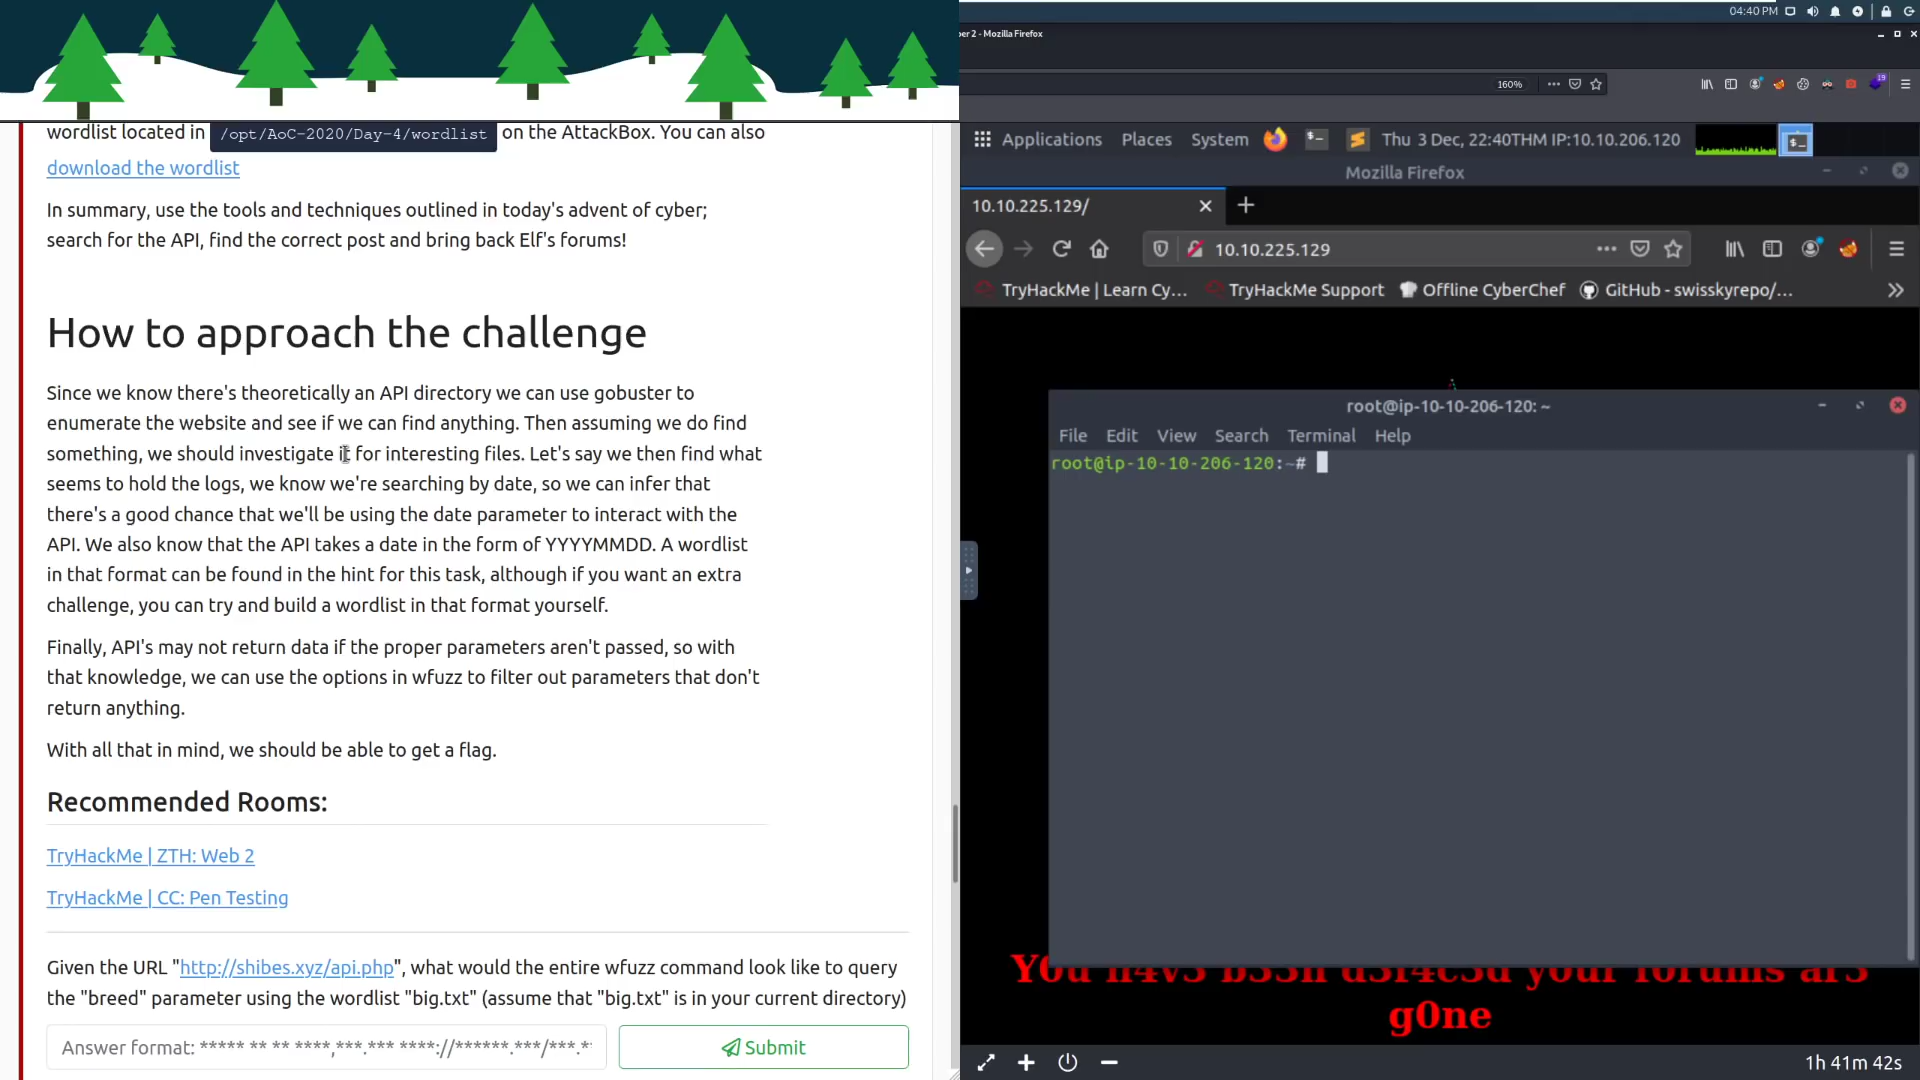 wordlist located in /opt/AoC-2020/Day-4/wordlist on the AttackBox. You can also
download the wordlist
In summary, use the tools and techniques outlined in today's advent of cyber;
search for the API, find the correct post and bring back Elf's forums!
How to approach the challenge
Since we know there's theoretically an API directory we can use gobuster to
enumerate the website and see if we can find anything. Then assuming we do find
something, we should investigate it for interesting files. Let's say we then find what
seems to hold the logs, we know we're searching by date, so we can infer that
there's a good chance that we'll be using the date parameter to interact with the
API. We also know that the API takes a date in the form of YYYYMMDD. A wordlist
in that format can be found in the hint for this task, although if you want an extra
challenge, you can try and build a wordlist in that format yourself.
Finally, API's may not return data if the proper parameters aren't passed, so with
that knowledge, we can use the options in wfuzz to filter out parameters that don't
return anything.
With all that in mind, we should be able to get a flag.
Recommended Rooms:
TryHackMe | ZTH: Web 2
TryHackMe | CC: Pen Testing
Given the URL "http://shibes.xyz/api.php", what would the entire wfuzz command look like to query
the "breed" parameter using the wordlist "big.txt" (assume that "big.txt" is in your current directory)
Answer format: ***** ** ** ****,***.*** ****://******.***/***.*
Submit
04:40 PM
2 - Mozilla Firefox
160%
19
Applications Places System Thu 3 Dec, 22:40THM IP:10.10.206.120
Mozilla Firefox
10.10.225.129/
10.10.225.129
TryHackMe | Learn Cy... TryHackMe Support Offline CyberChef GitHub - swisskyrepo/...
root@ip-10-10-206-120: ~
File Edit View Search Terminal Help
root@ip-10-10-206-120:~#
Y0u h4v3 b33n d3f4c3d your forums ar3
g0ne
1h 41m 42s